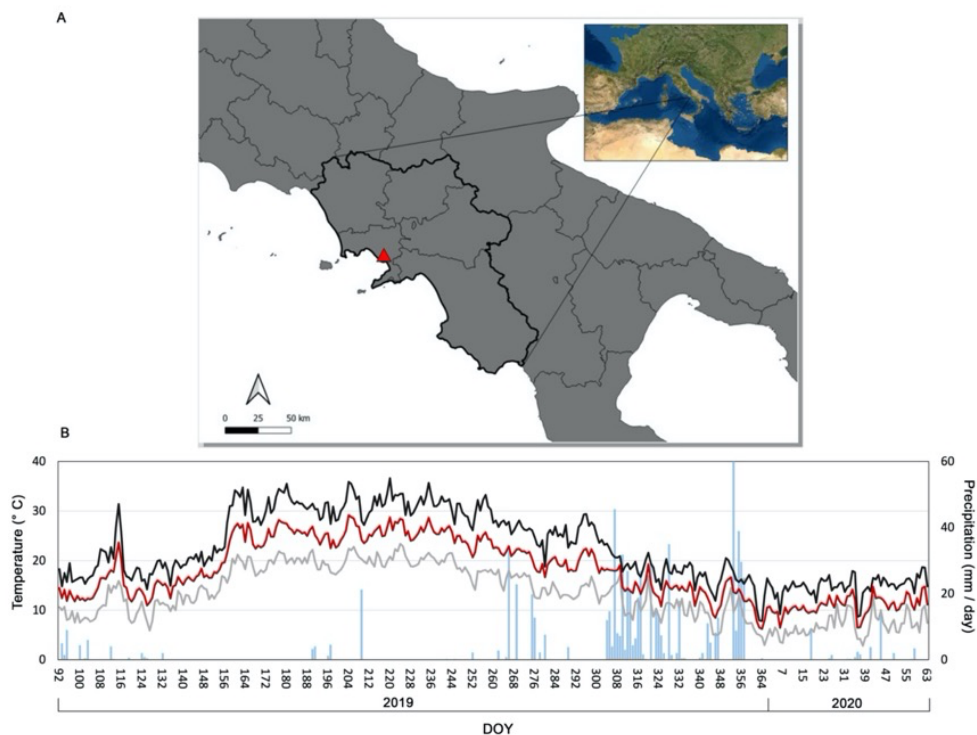 A
0 25 50 km
B
40
30
20
10
0
Temperature (° C)
60
40
20
0
Precipitation (mm / day)
92 100 108 116 124 132 140 148 156 164 172 180 188 196 204 212 220 228 236 244 252 260 268 276 284 292 300 308 316 324 332 340 348 356 364 7 15 23 31 39 47 55 63
2019 2020
DOY